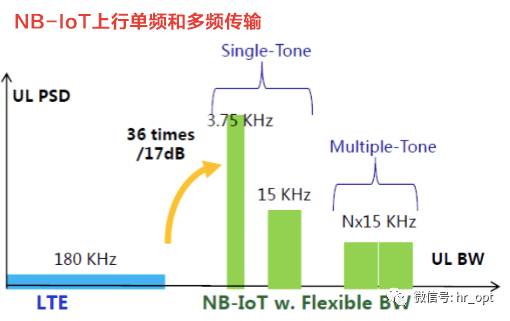 NB-IoT上行单频和多频传输
Single-Tone
UL PSD
3.75 KHz
36 times
/17dB
Multiple-Tone
15 KHz
Nx15 KHz
180 KHz
UL BW
LTE
NB-IoT w. Flexible BW
微信号: hr_opt